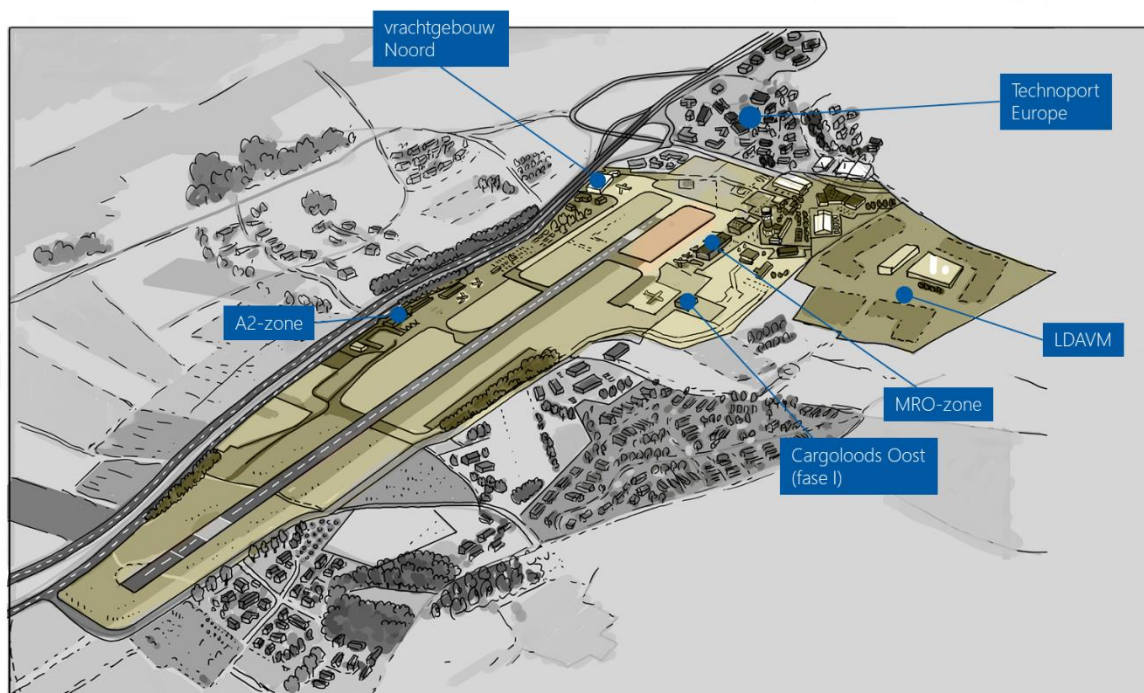 vrachtgebouw
Noord
Technoport
Europe
A2-zone
LDAVM
MRO-zone
Cargoloods Oost
(fase I)